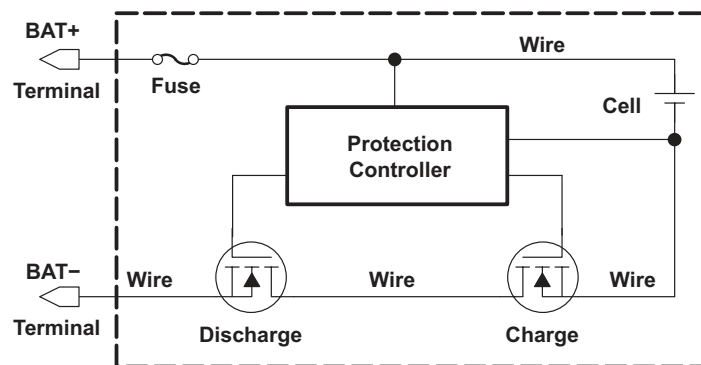 BAT+
Terminal
Fuse
Wire
Cell
Protection
Controller
BAT−
Terminal
Wire
Discharge
Wire
Charge
Wire